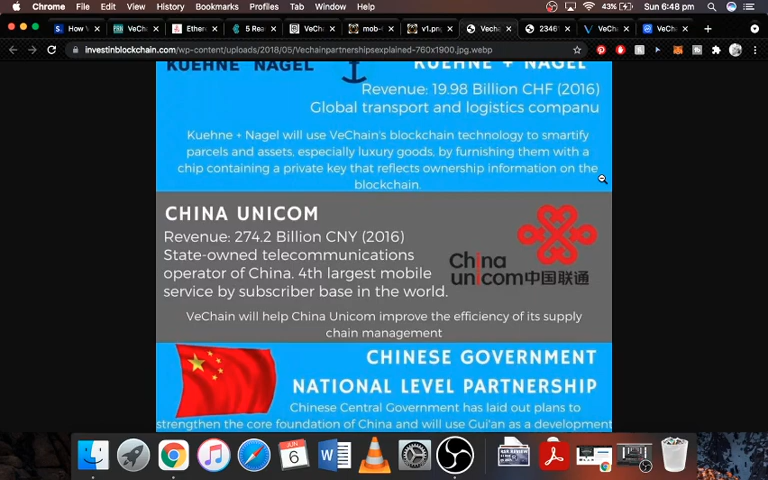 Chrome File Edit View History Bookmarks Profiles Tab Window Help 43% Sun 6:48 pm
How V VeCh Ether 5 Rea VeCh mob- v1.pn Vech 2346 VeCh VeCh
investinblockchain.com/wp-content/uploads/2018/05/Vechainpartnershipsexplained-760x1900.jpg.webp
KUEHNE NAGEL
KUEHNE + NAGEL
Revenue: 19.98 Billion CHF (2016)
Global transport and logistics companu
Kuehne + Nagel will use VeChain's blockchain technology to smartify
parcels and assets, especially luxury goods, by furnishing them with a
chip containing a private key that reflects ownership information on the
blockchain.
CHINA UNICOM
Revenue: 274.2 Billion CNY (2016)
State-owned telecommunications
operator of China. 4th largest mobile
service by subscriber base in the world.
China
unicom中国联通
VeChain will help China Unicom improve the efficiency of its supply
chain management
CHINESE GOVERNMENT
NATIONAL LEVEL PARTNERSHIP
Chinese Central Government has laid out plans to
strengthen the core foundation of China and will use Gui'an as a development
JUN
6
W